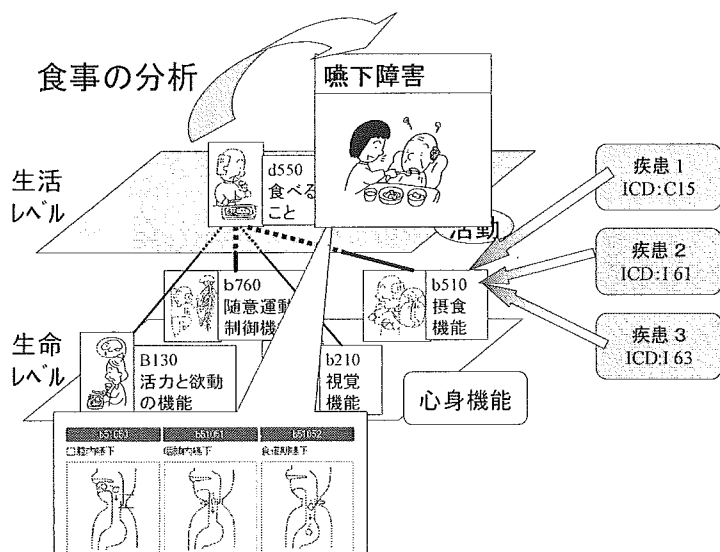 食事の分析
嚥下障害
生活
レベル
d550
食べる
こと
活動
疾患 1
ICD:C15
疾患 2
ICD:I 61
疾患 3
ICD:I 63
b760
随意運動
制御機
b510
摂食
機能
生命
レベル
B130
活力と欲動
の機能
b210
視覚
機能
心身機能